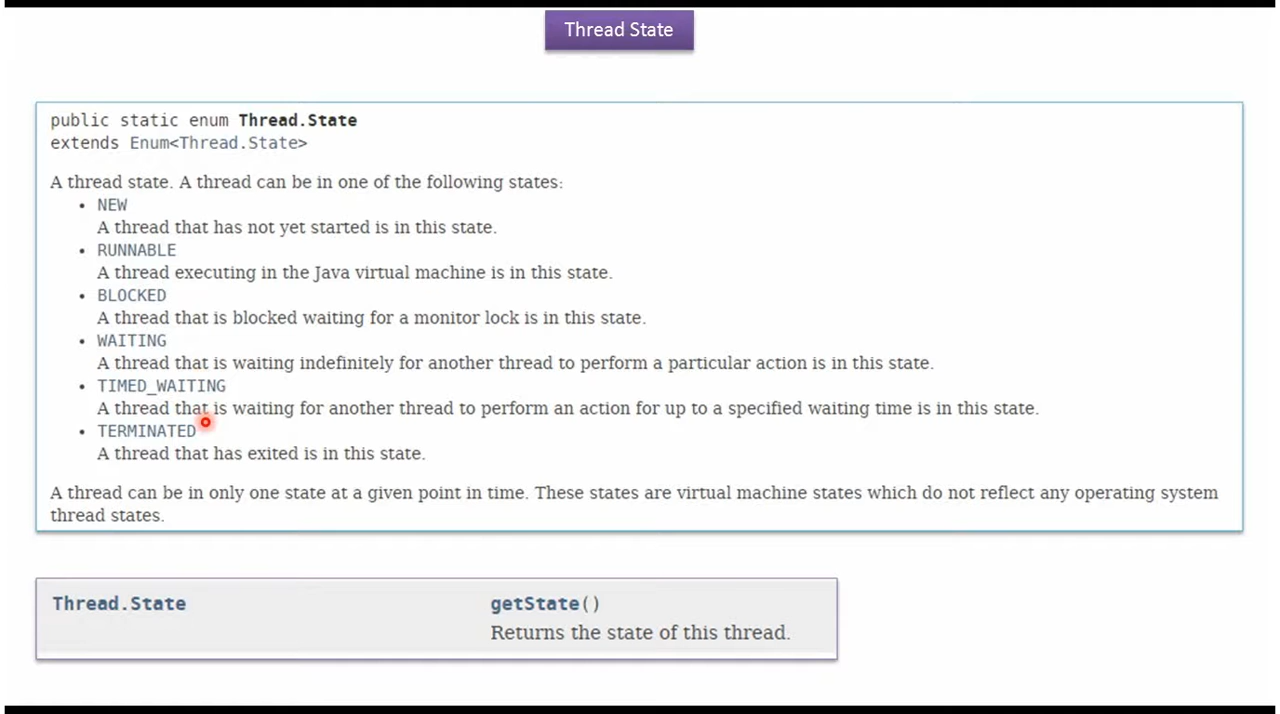 Thread State
public static enum Thread.State
extends Enum<Thread.State>
A thread state. A thread can be in one of the following states:
• NEW
A thread that has not yet started is in this state.
• RUNNABLE
A thread executing in the Java virtual machine is in this state.
• BLOCKED
A thread that is blocked waiting for a monitor lock is in this state.
• WAITING
A thread that is waiting indefinitely for another thread to perform a particular action is in this state.
• TIMED_WAITING
A thread that is waiting for another thread to perform an action for up to a specified waiting time is in this state.
• TERMINATED
A thread that has exited is in this state.
A thread can be in only one state at a given point in time. These states are virtual machine states which do not reflect any operating system
thread states.
Thread.State getState()
Returns the state of this thread.